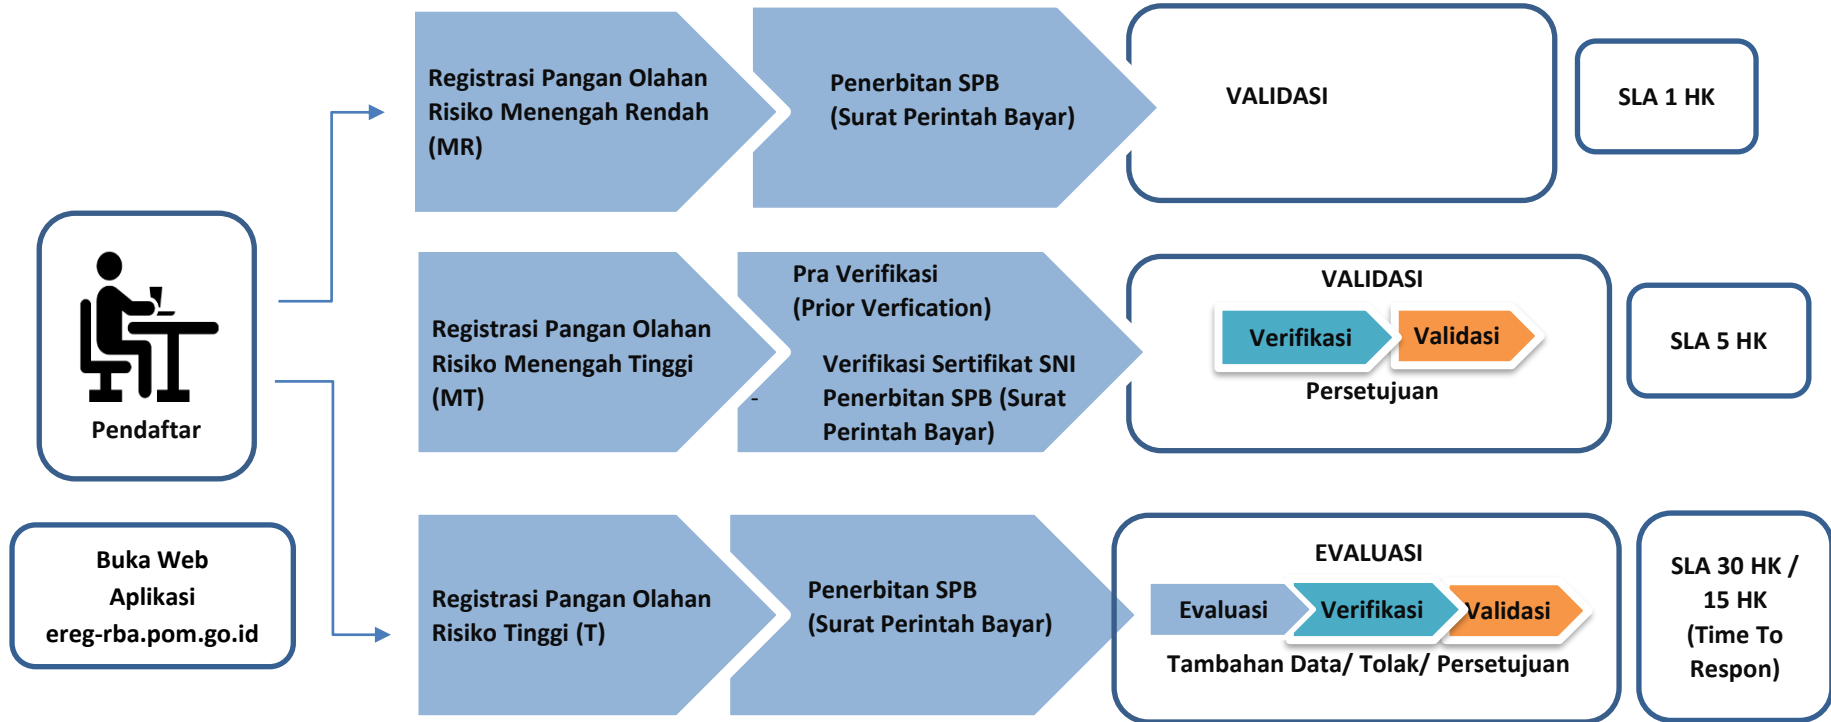 Registrasi Pangan Olahan
Risiko Menengah Rendah
(MR)
Penerbitan SPB
(Surat Perintah Bayar)
VALIDASI
SLA 1 HK
Pendaftar
Buka Web
Aplikasi
ereg-rba.pom.go.id
Registrasi Pangan Olahan
Risiko Menengah Tinggi
(MT)
Pra Verifikasi
(Prior Verfication)
Verifikasi Sertifikat SNI
- Penerbitan SPB (Surat
Perintah Bayar)
VALIDASI
Verifikasi
Validasi
Persetujuan
SLA 5 HK
Registrasi Pangan Olahan
Risiko Tinggi (T)
Penerbitan SPB
(Surat Perintah Bayar)
EVALUASI
Evaluasi
Verifikasi
Validasi
Tambahan Data/ Tolak/ Persetujuan
SLA 30 HK /
15 HK
(Time To
Respon)